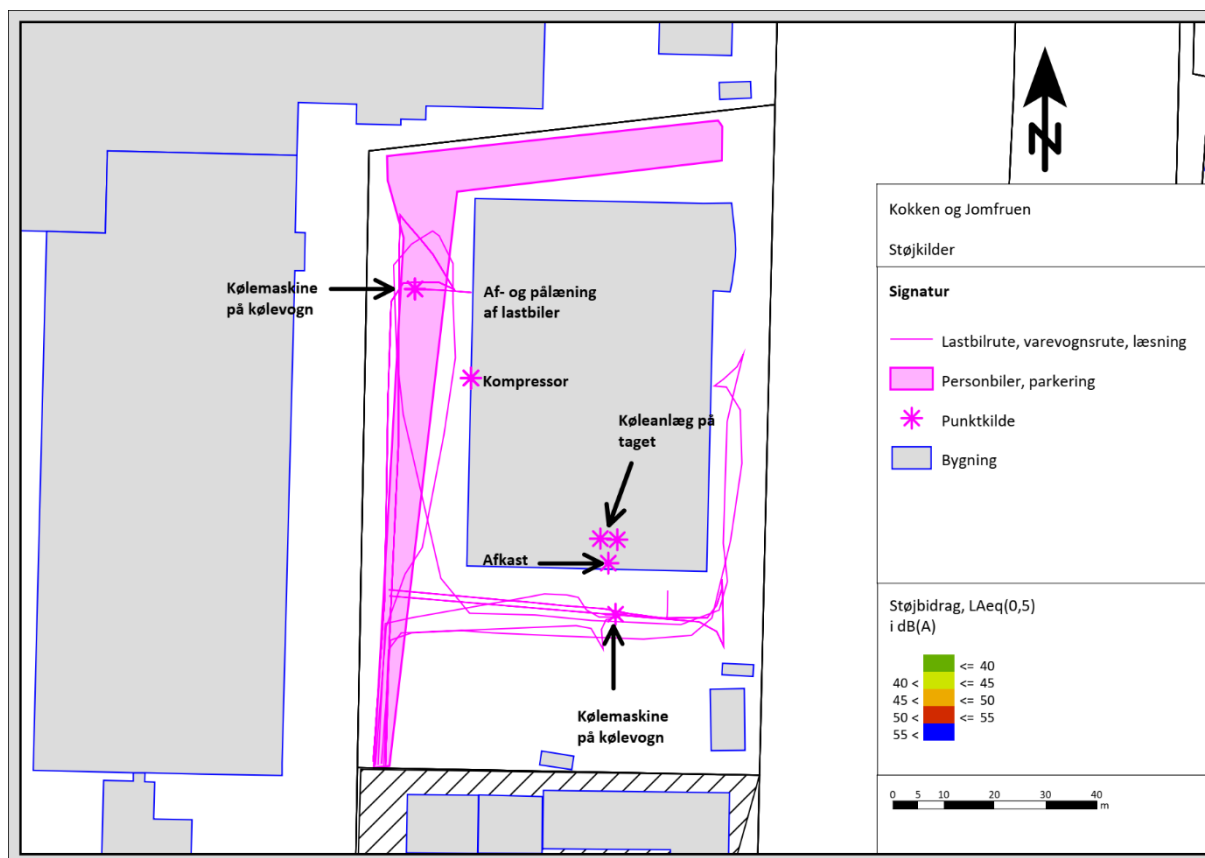 N
Kokken og Jomfruen
Støjkilder
Signatur
Lastbilrute, varevognsrute, læsning
Personbiler, parkering
Punktkilde
Bygning
Kølemaskine
på kølevogn
Af- og pålæning
af lastbiler
Kompressor
Køleanlæg på
taget
Afkast
Kølemaskine
på kølevogn
Støjbidrag, LAeq(0,5)
i dB(A)
<= 40
40 < <= 45
45 < <= 50
50 < <= 55
55 <
0 5 10 20 30 40
m